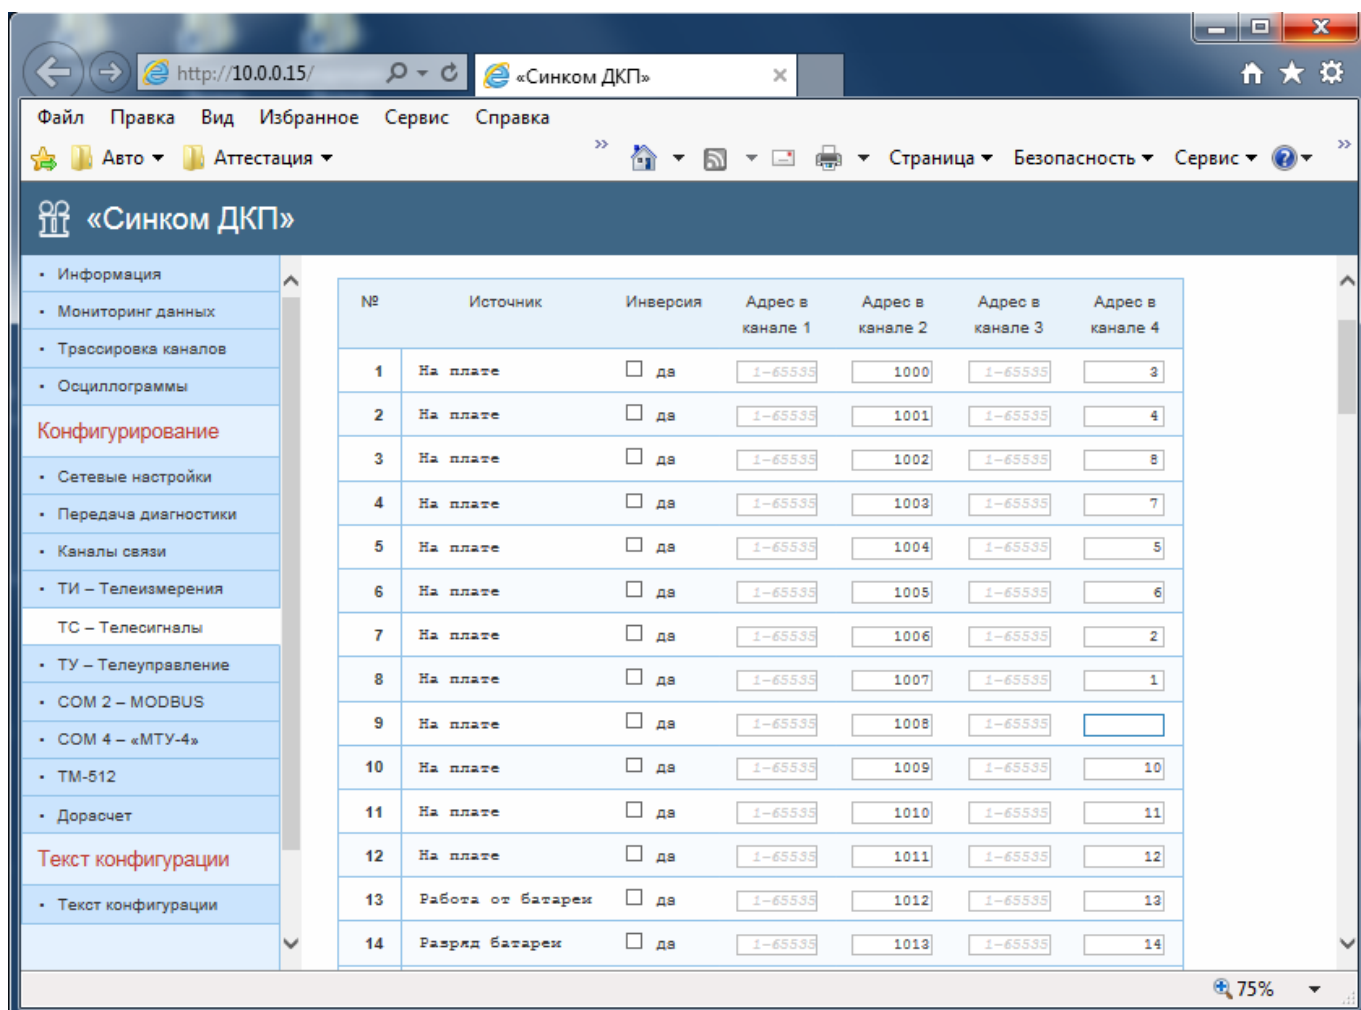 http://10.0.0.15/
«Синком ДКП»
Файл Правка Вид Избранное Сервис Справка
Авто Аттестация Страница Безопасность Сервис
«Синком ДКП»
Информация
Мониторинг данных
Трассировка каналов
Осциллограммы
Конфигурирование
Сетевые настройки
Передача диагностики
Каналы связи
ТИ – Телеизмерения
ТС – Телесигналы
ТУ – Телеуправление
COM 2 – MODBUS
COM 4 – «МТУ-4»
ТМ-512
Дорасчет
Текст конфигурации
Текст конфигурации
№ Источник Инверсия Адрес в канале 1 Адрес в канале 2 Адрес в канале 3 Адрес в канале 4
1 На плате да 1-65535 1000 1-65535 3
2 На плате да 1-65535 1001 1-65535 4
3 На плате да 1-65535 1002 1-65535 8
4 На плате да 1-65535 1003 1-65535 7
5 На плате да 1-65535 1004 1-65535 5
6 На плате да 1-65535 1005 1-65535 6
7 На плате да 1-65535 1006 1-65535 2
8 На плате да 1-65535 1007 1-65535 1
9 На плате да 1-65535 1008 1-65535
10 На плате да 1-65535 1009 1-65535 10
11 На плате да 1-65535 1010 1-65535 11
12 На плате да 1-65535 1011 1-65535 12
13 Работа от батареи да 1-65535 1012 1-65535 13
14 Разряд батареи да 1-65535 1013 1-65535 14
75%